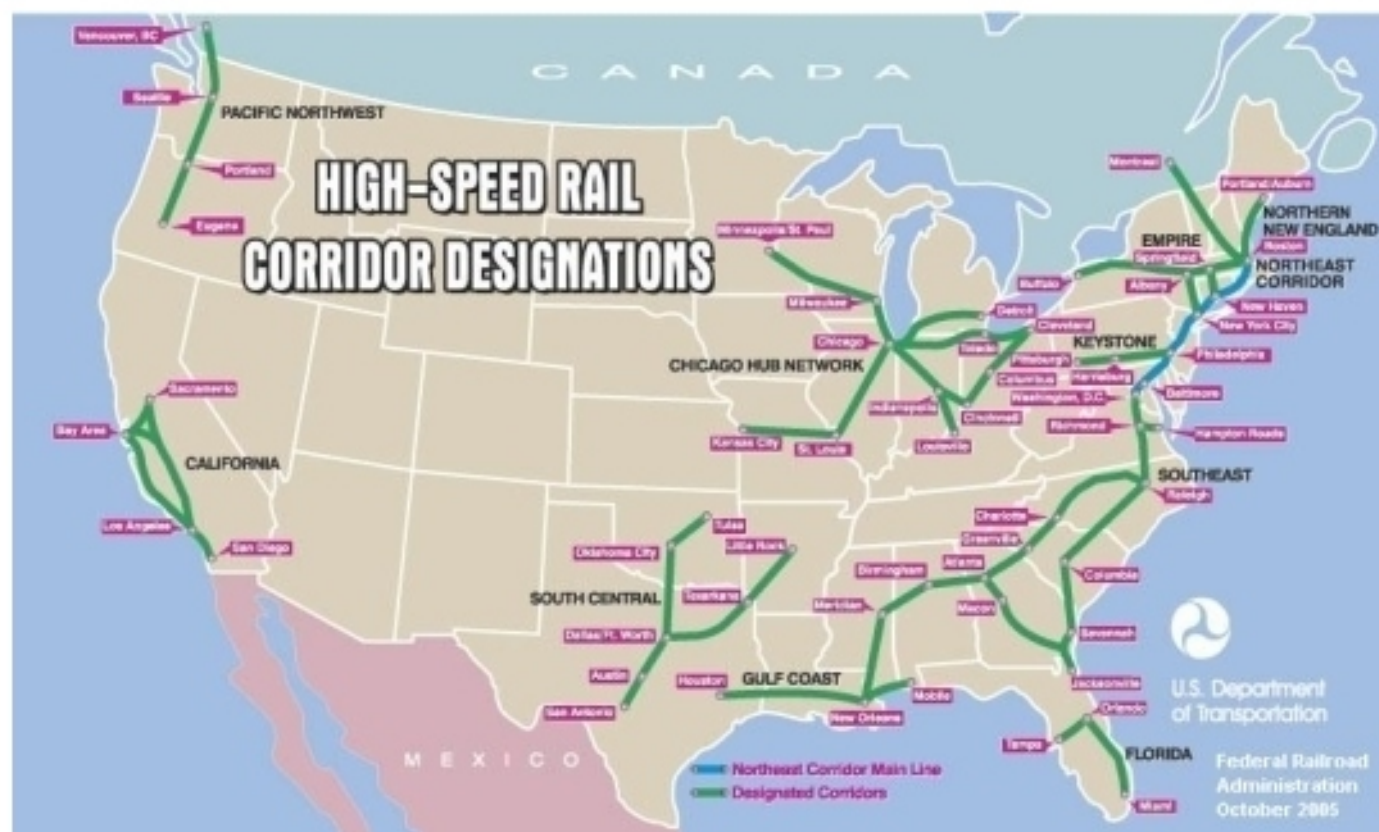 Vancouver, BC
CANADA
Seattle
PACIFIC NORTHWEST
Portland
Eugene
HIGH-SPEED RAIL
CORRIDOR DESIGNATIONS
Montreal
Portland/Auburn
NORTHERN
NEW ENGLAND
EMPIRE
Boston
Springfield
NORTHEAST
CORRIDOR
Buffalo
Albany
New Haven
New York City
Minneapolis/St. Paul
Milwaukee
Detroit
Cleveland
Chicago
Toledo
KEYSTONE
Pittsburgh
Philadelphia
CHICAGO HUB NETWORK
Columbus
Harrisburg
Washington, D.C.
Baltimore
Indianapolis
Cincinnati
Richmond
Hampton Roads
Kansas City
St. Louis
Louisville
Sacramento
Bay Area
CALIFORNIA
Los Angeles
San Diego
SOUTHEAST
Raleigh
Charlotte
Greenville
Tulsa
Oklahoma City
Little Rock
Atlanta
Birmingham
Columbia
SOUTH CENTRAL
Texarkana
Meridian
Macon
Dallas/Ft. Worth
Savannah
Austin
Houston
GULF COAST
Mobile
Jacksonville
San Antonio
New Orleans
Orlando
Tampa
FLORIDA
Miami
MEXICO
Northeast Corridor Main Line
Designated Corridors
U.S. Department
of Transportation
Federal Railroad
Administration
October 2005